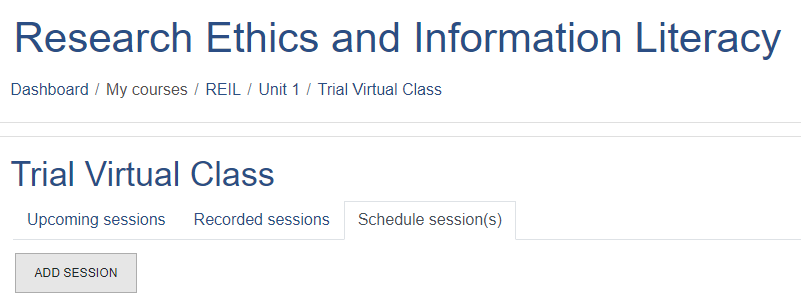 Research Ethics and Information Literacy
Dashboard / My courses / REIL / Unit 1 / Trial Virtual Class
Trial Virtual Class
Upcoming sessions Recorded sessions Schedule session(s)
ADD SESSION